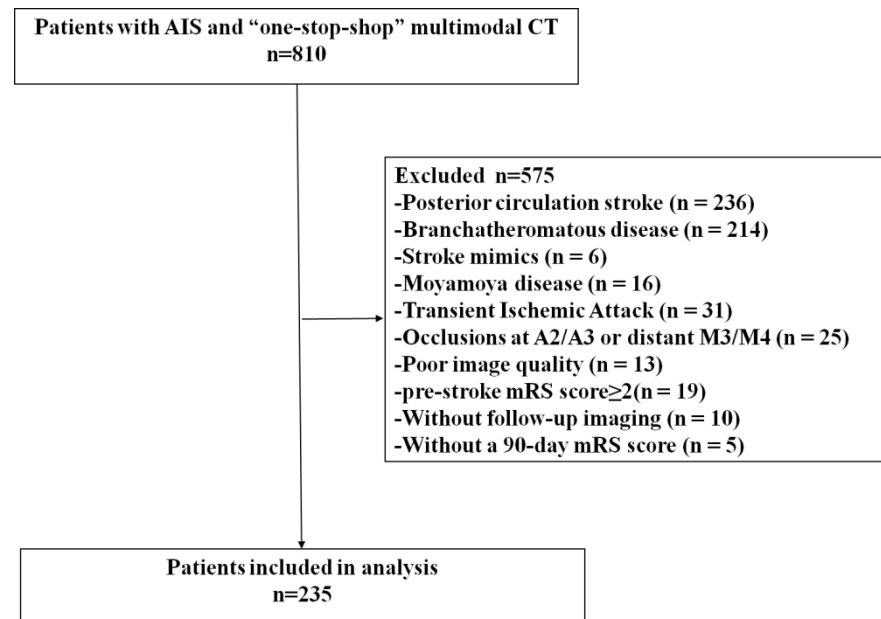 Patients with AIS and “one-stop-shop” multimodal CT
n=810
Excluded n=575
-Posterior circulation stroke (n = 236)
-Branchatheromatous disease (n = 214)
-Stroke mimics (n = 6)
-Moyamoya disease (n = 16)
-Transient Ischemic Attack (n = 31)
-Occlusions at A2/A3 or distant M3/M4 (n = 25)
-Poor image quality (n = 13)
-pre-stroke mRS score≥2(n = 19)
-Without follow-up imaging (n = 10)
-Without a 90-day mRS score (n = 5)
Patients included in analysis
n=235